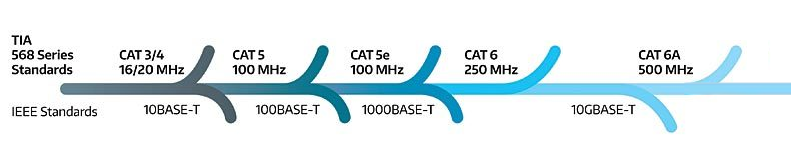 TIA
568 Series
Standards
CAT 3/4
16/20 MHz
CAT 5
100 MHz
CAT 5e
100 MHz
CAT 6
250 MHz
CAT 6A
500 MHz
IEEE Standards
10BASE-T
100BASE-T
1000BASE-T
10GBASE-T